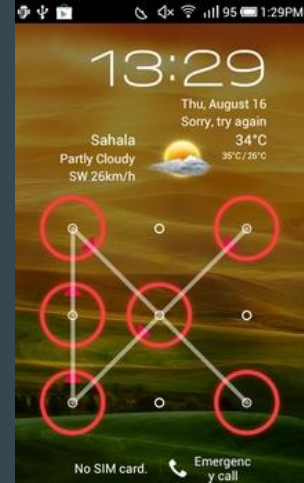 95 1:29PM
13:29
Thu, August 16
Sorry, try again
Sahala
34°C
Partly Cloudy
35°C / 26°C
SW 26km/h
No SIM card.
Emergenc
y call